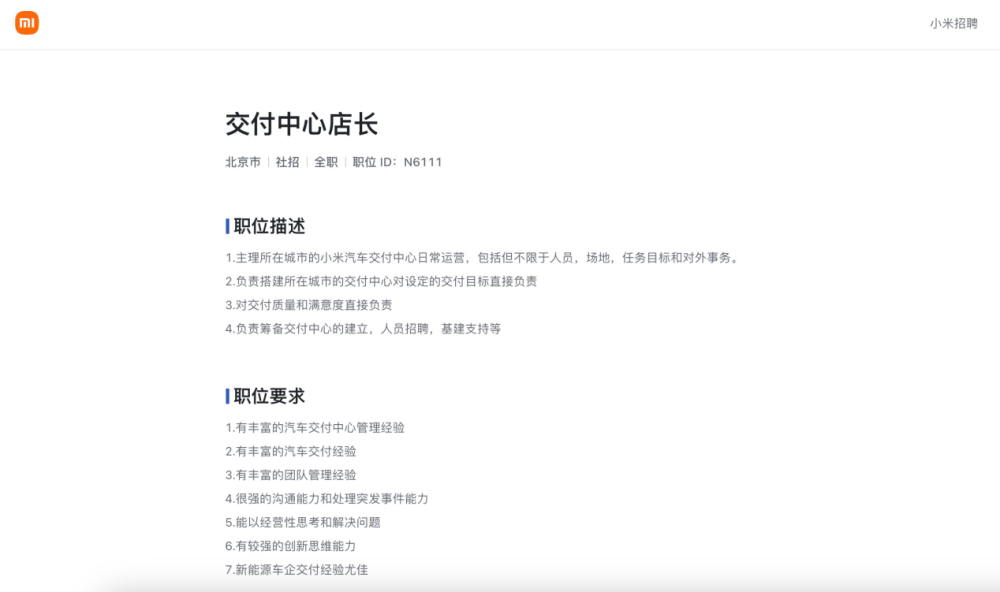 mi
小米招聘
交付中心店长
北京市 | 社招 | 全职 | 职位 ID：N6111
职位描述
1.主理所在城市的小米汽车交付中心日常运营，包括但不限于人员，场地，任务目标和对外事务。
2.负责搭建所在城市的交付中心对设定的交付目标直接负责
3.对交付质量和满意度直接负责
4.负责筹备交付中心的建立，人员招聘，基建支持等
职位要求
1.有丰富的汽车交付中心管理经验
2.有丰富的汽车交付经验
3.有丰富的团队管理经验
4.很强的沟通能力和处理突发事件能力
5.能以经营性思考和解决问题
6.有较强的创新思维能力
7.新能源车企交付经验尤佳